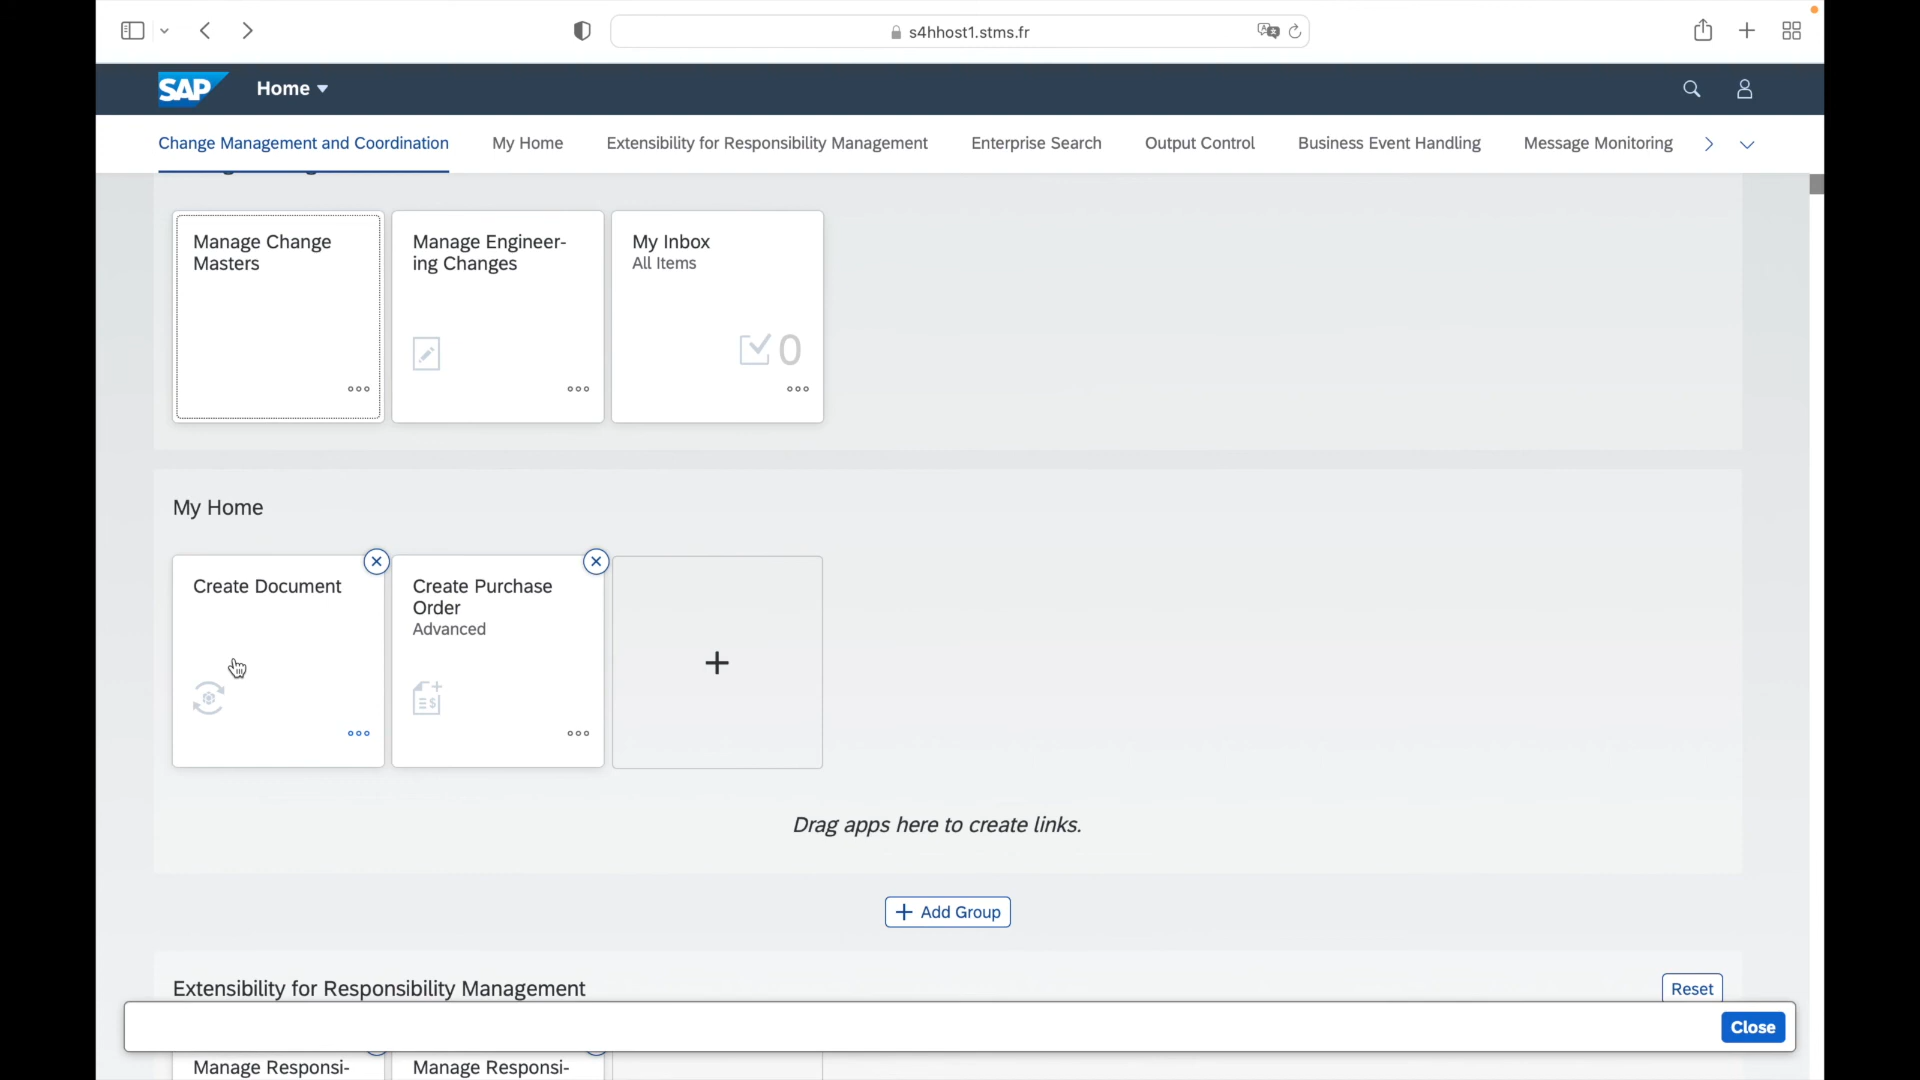 s4hhost1.stms.fr
SAP
Home
Change Management and Coordination
My Home
Extensibility for Responsibility Management
Enterprise Search
Output Control
Business Event Handling
Message Monitoring
Manage Change
Masters
Manage Engineer-
ing Changes
My Inbox
All Items
0
My Home
Create Document
Create Purchase
Order
Advanced
Drag apps here to create links.
Add Group
Extensibility for Responsibility Management
Reset
Close
Manage Responsi-
Manage Responsi-